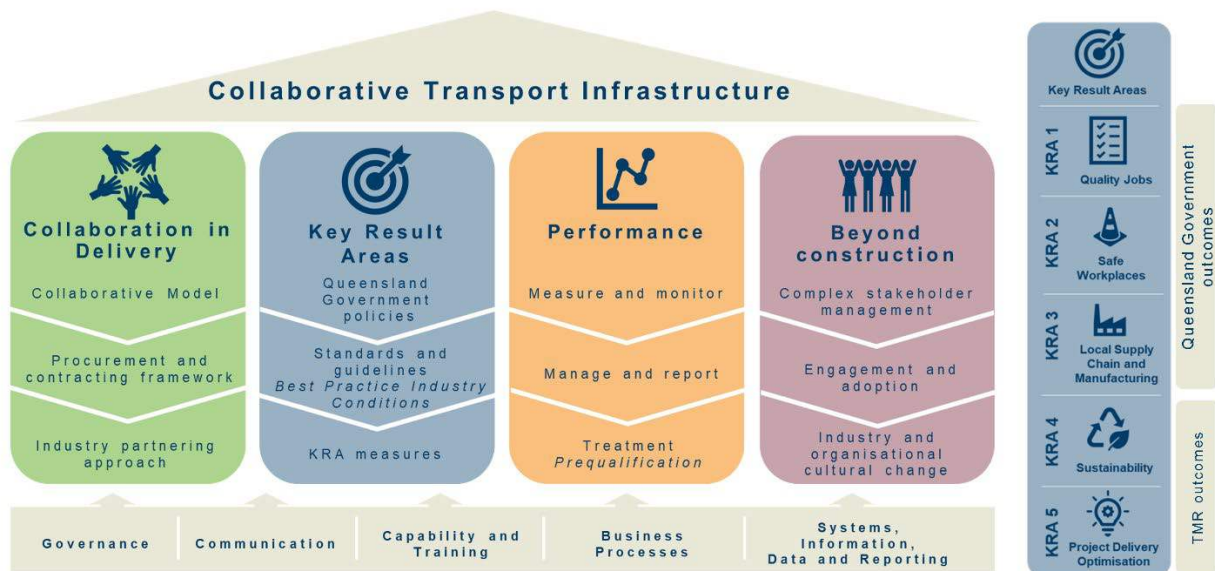 Collaborative Transport Infrastructure
Collaboration in
Delivery
Collaborative Model
Procurement and
contracting framework
Industry partnering
approach
Key Result
Areas
Queensland
Government
policies
Standards and
guidelines
Best Practice Industry
Conditions
KRA measures
Performance
Measure and monitor
Manage and report
Treatment
Prequalification
Beyond
construction
Complex stakeholder
management
Engagement and
adoption
Industry and
organisational
cultural change
Governance
Communication
Capability and
Training
Business
Processes
Systems,
Information,
Data and Reporting
Key Result Areas
KRA 1
Quality Jobs
KRA 2
Safe
Workplaces
KRA 3
Local Supply
Chain and
Manufacturing
KRA 4
Sustainability
KRA 5
Project Delivery
Optimisation
Queensland Government
outcomes
TMR outcomes